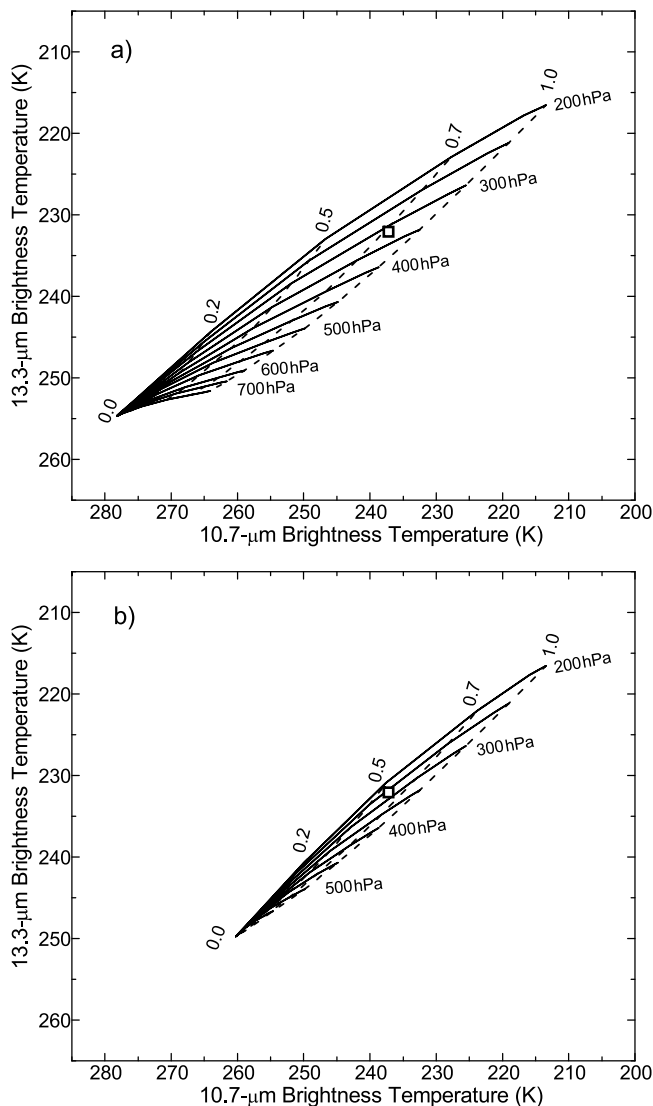 a)
210
220
230
240
250
260
13.3-μm Brightness Temperature (K)
0.0
0.2
0.5
0.7
1.0
200hPa
300hPa
400hPa
500hPa
600hPa
700hPa
280 270 260 250 240 230 220 210 200
10.7-μm Brightness Temperature (K)
b)
210
220
230
240
250
260
13.3-μm Brightness Temperature (K)
0.0
0.2
0.5
0.7
1.0
200hPa
300hPa
400hPa
500hPa
280 270 260 250 240 230 220 210 200
10.7-μm Brightness Temperature (K)